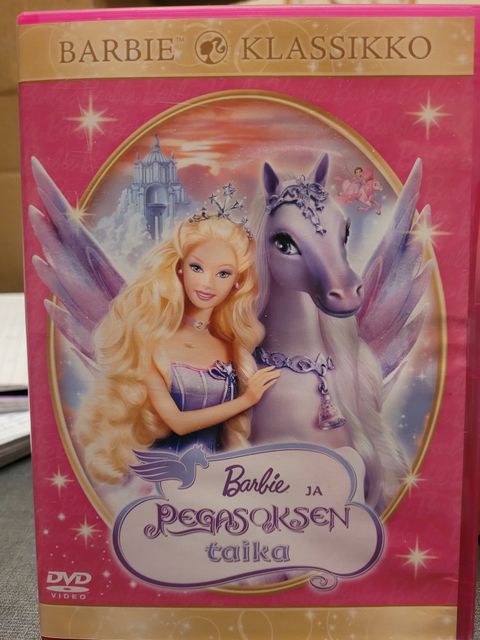 BARBIE™ KLASSIKKO
Barbie JA
PEGASOKSEN
taika
DVD
VIDEO